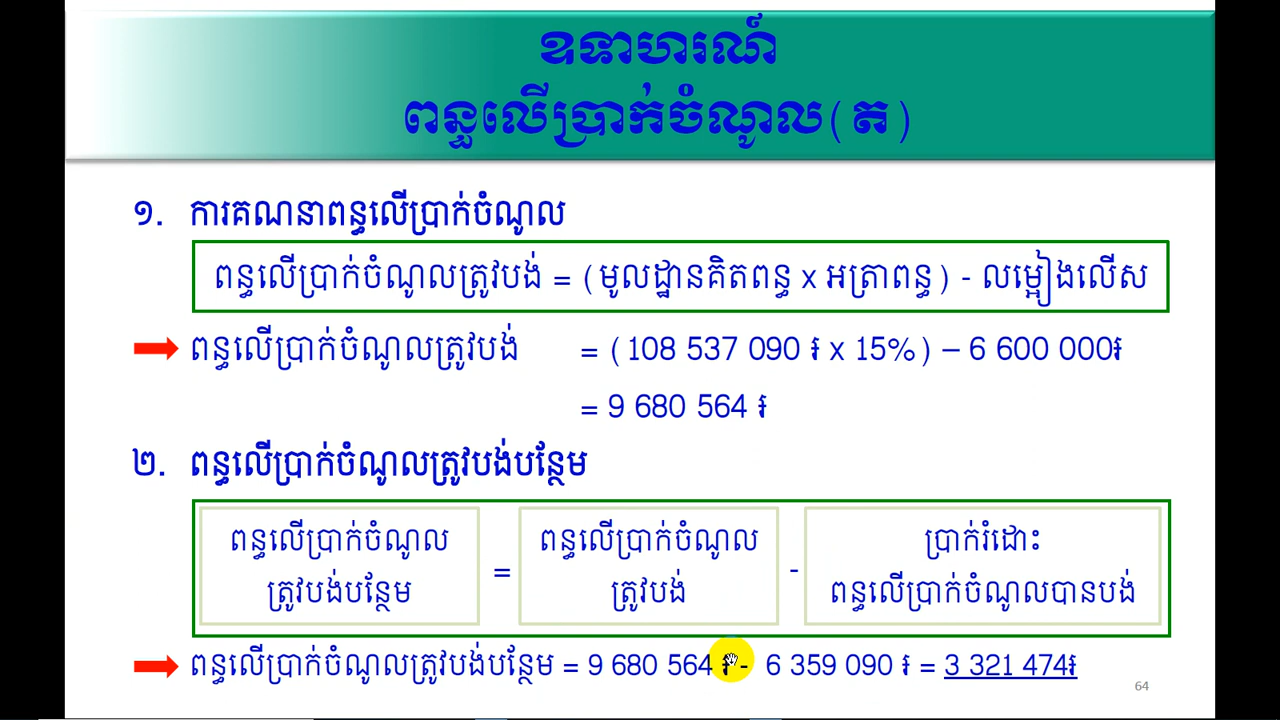 ឧទាហរណ៍
ពន្ធលើប្រាក់ចំណូល(ត)
១. ការគណនាពន្ធលើប្រាក់ចំណូល
ពន្ធលើប្រាក់ចំណូលត្រូវបង់ = (មូលដ្ឋានគិតពន្ធ x អត្រាពន្ធ) - លម្អៀងលើស
ពន្ធលើប្រាក់ចំណូលត្រូវបង់ = (108 537 090 ៛ x 15%) – 6 600 000៛
= 9 680 564 ៛
២. ពន្ធលើប្រាក់ចំណូលត្រូវបង់បន្ថែម
ពន្ធលើប្រាក់ចំណូល
ត្រូវបង់បន្ថែម
=
ពន្ធលើប្រាក់ចំណូល
ត្រូវបង់
-
ប្រាក់រំដោះ
ពន្ធលើប្រាក់ចំណូលបានបង់
ពន្ធលើប្រាក់ចំណូលត្រូវបង់បន្ថែម = 9 680 564 ៛ - 6 359 090 ៛ = 3 321 474៛
64